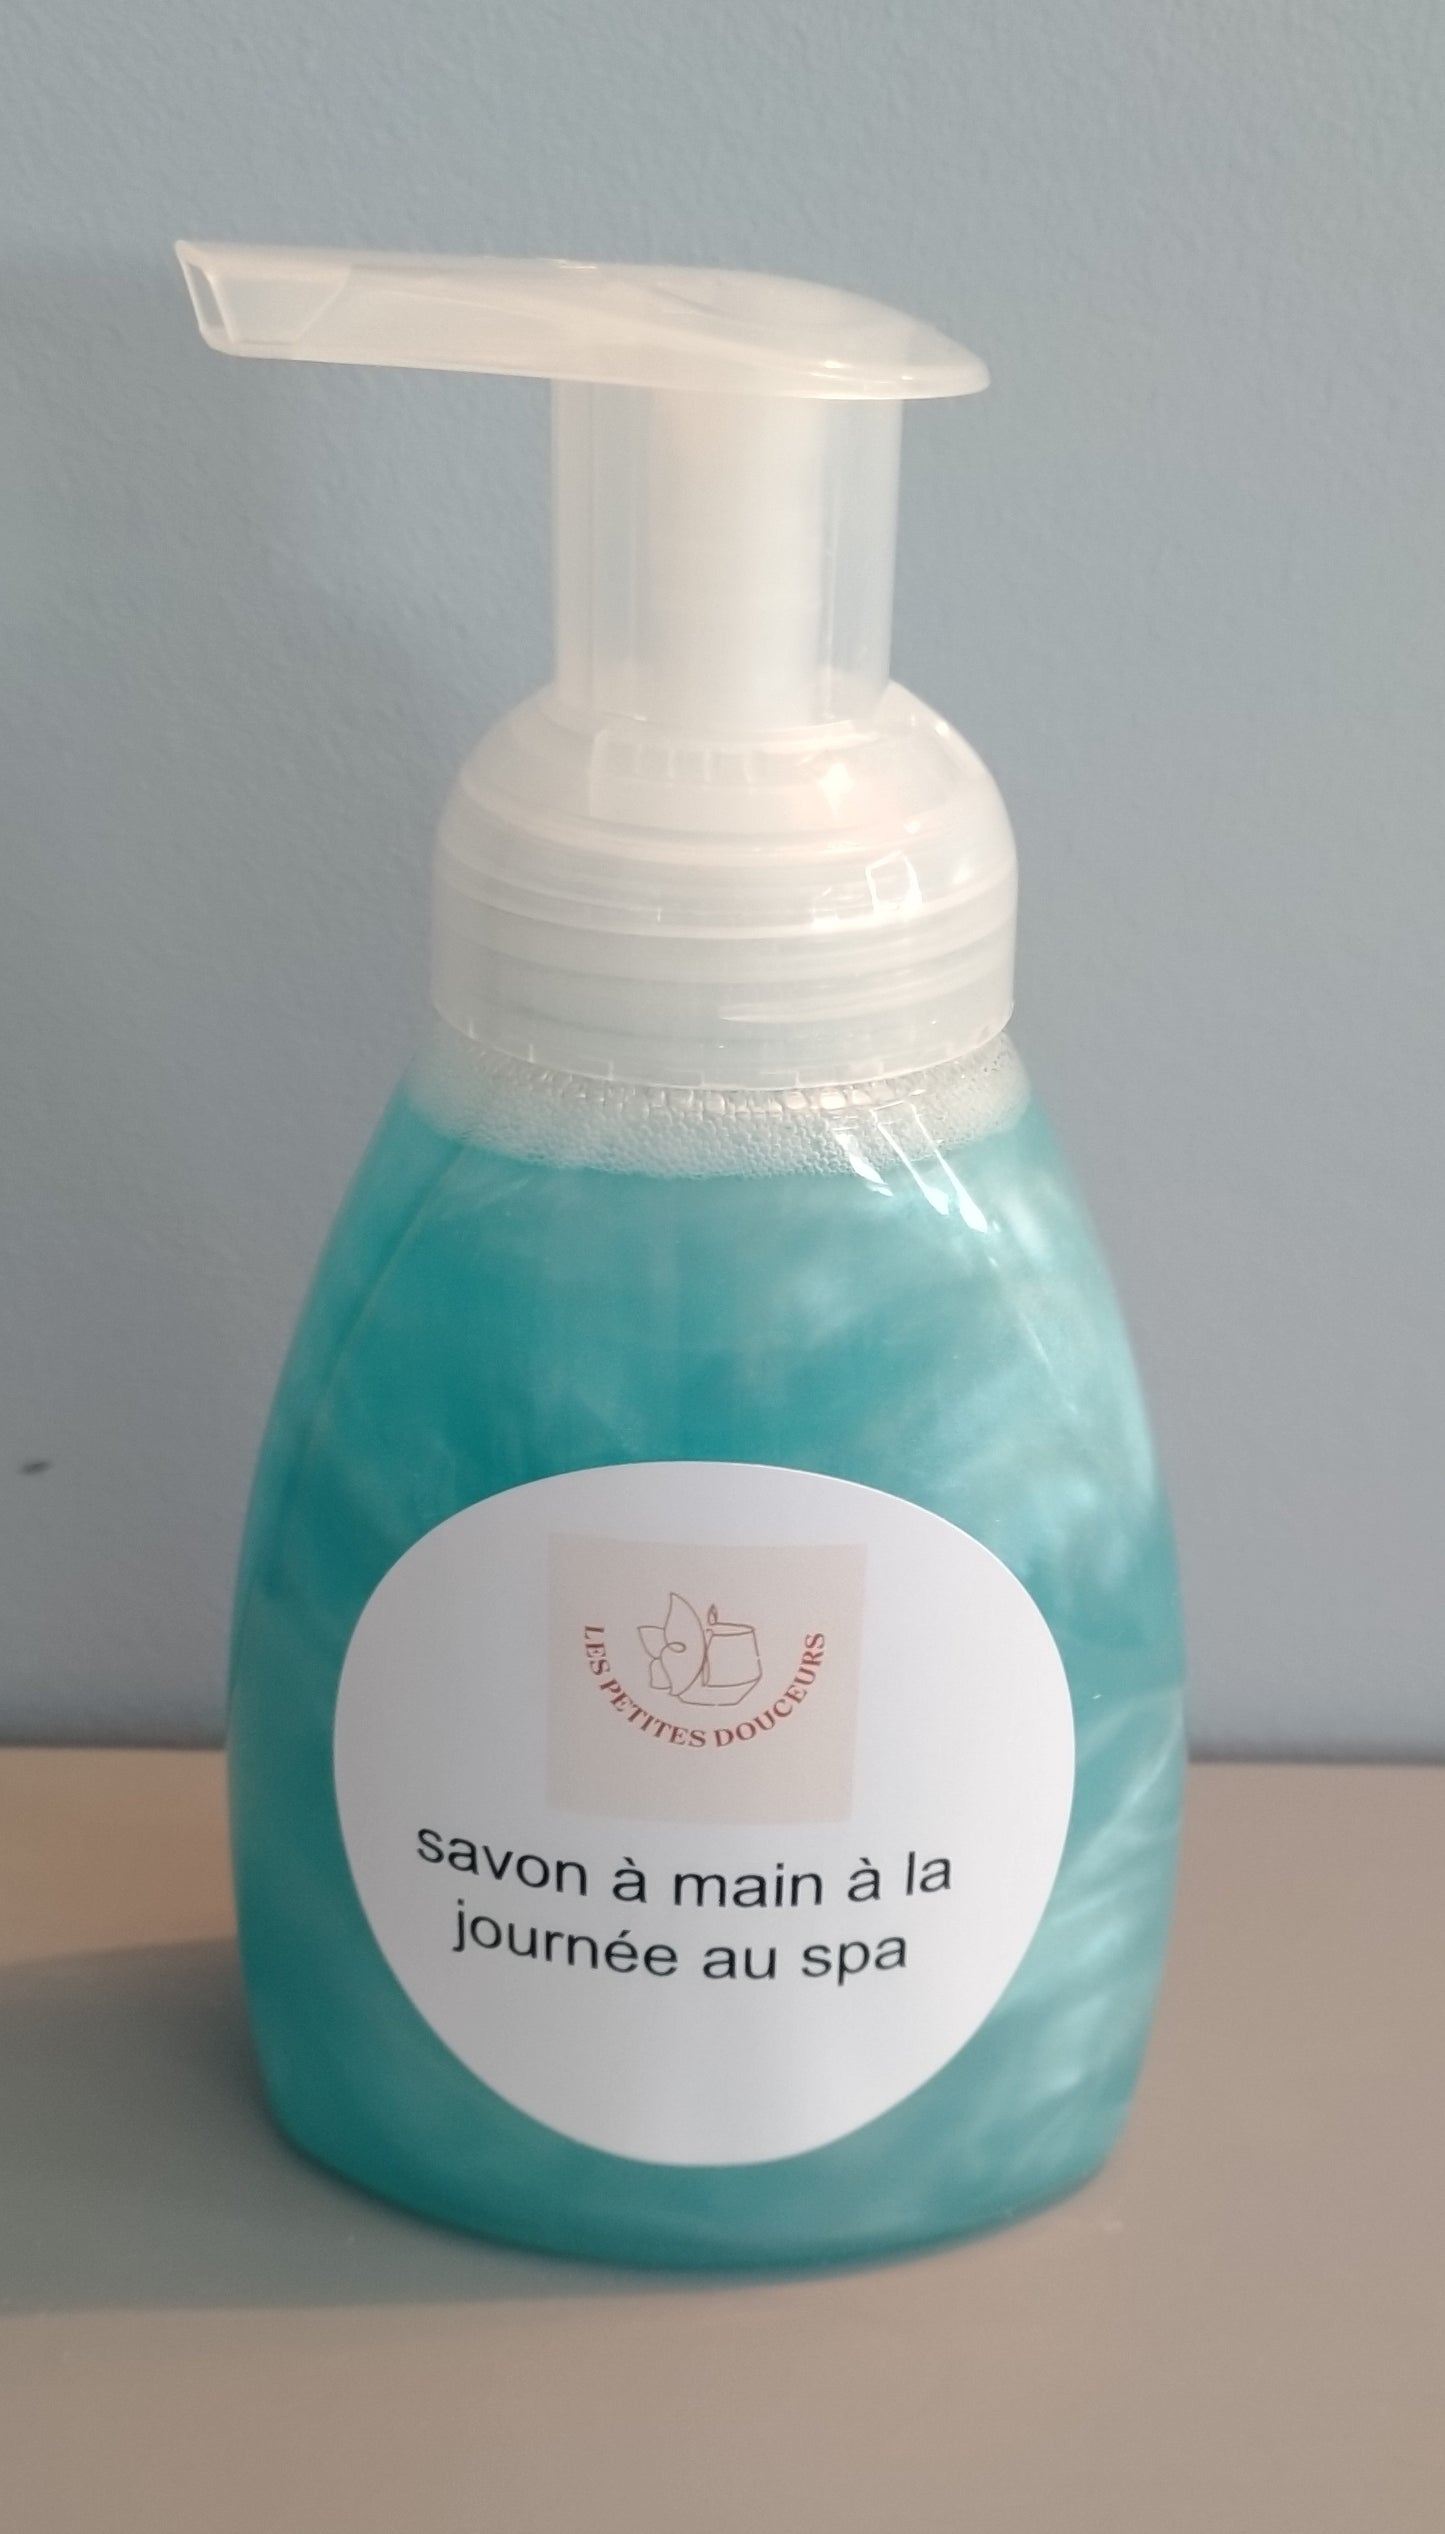 LES PETITES DOUCEURS
savon à main à la
journée au spa